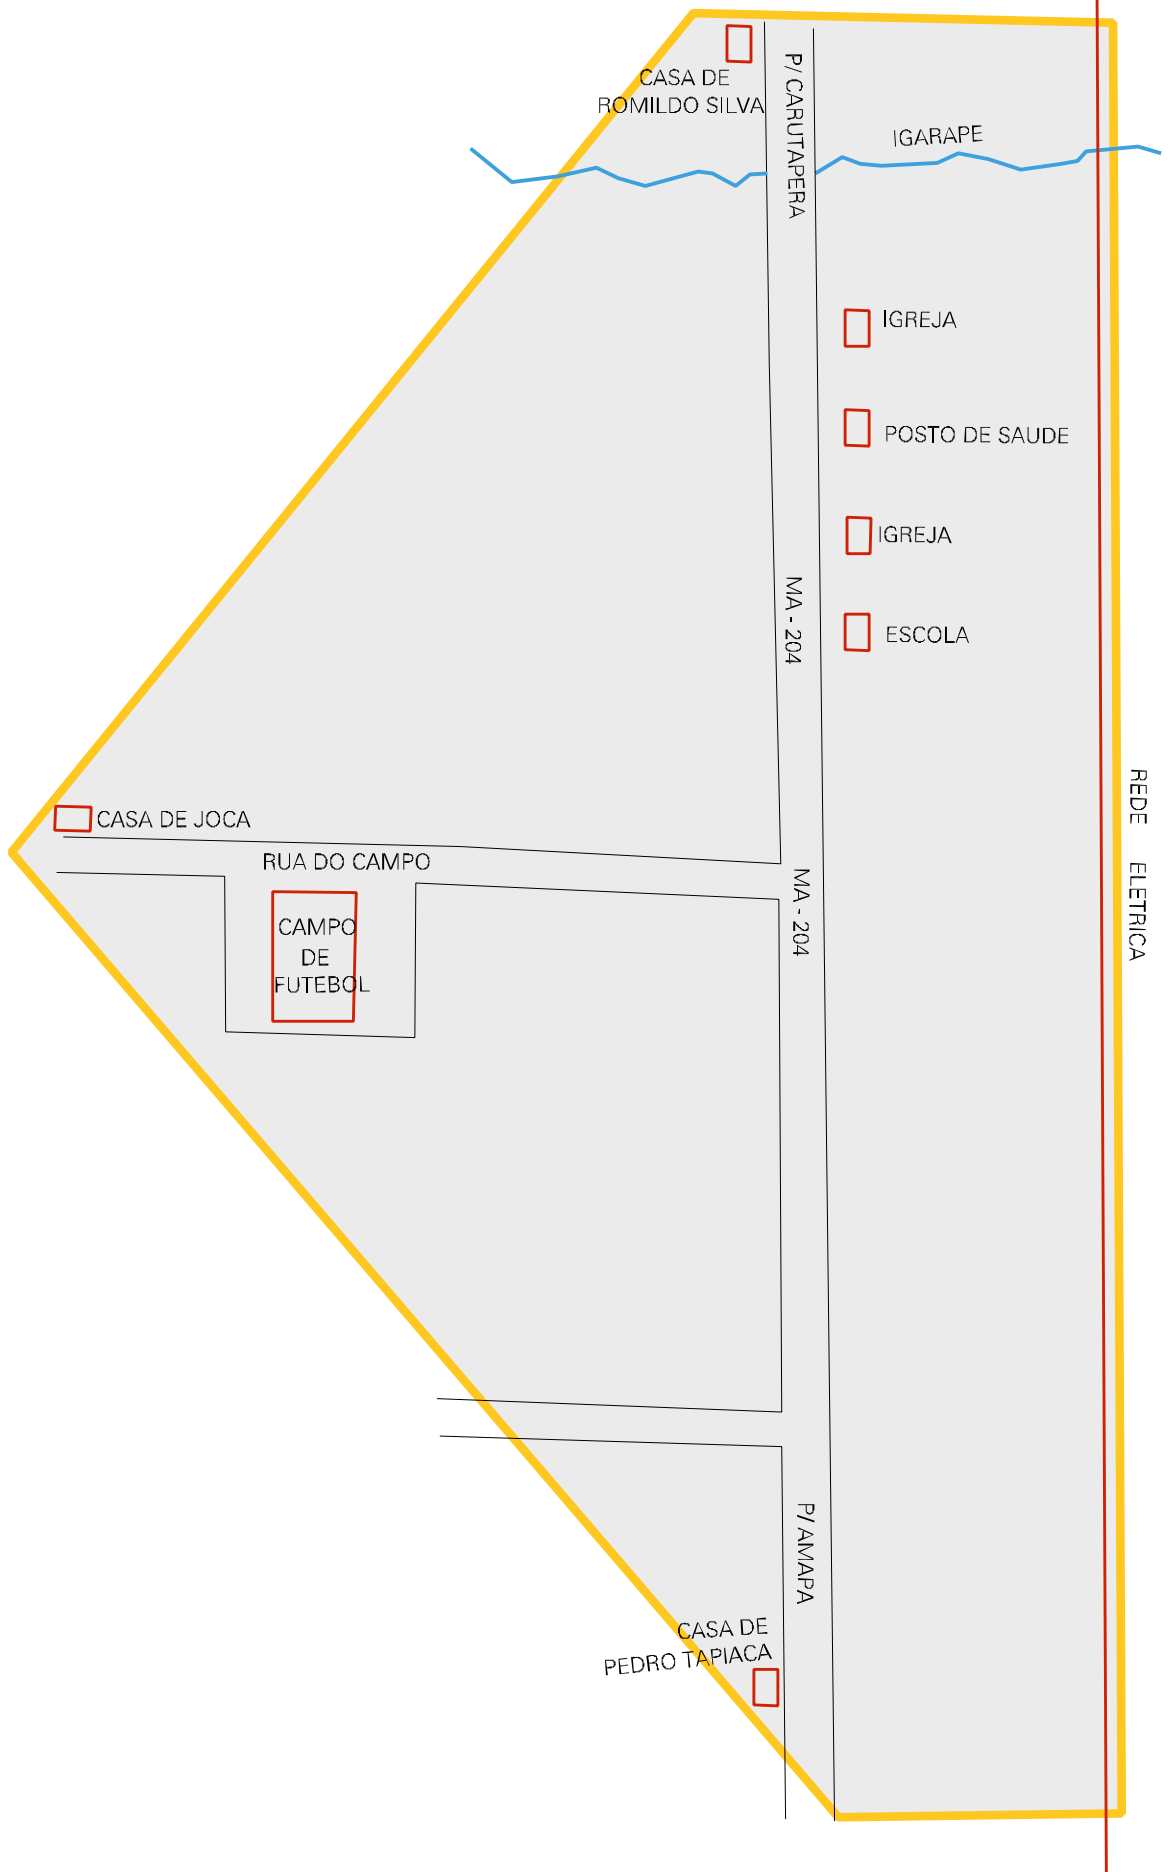 CASA DE
ROMILDO SILVA
P/ CARUTAPERA
IGARAPE
IGREJA
POSTO DE SAUDE
IGREJA
MA - 204
ESCOLA
REDE ELETRICA
CASA DE JOCA
RUA DO CAMPO
MA - 204
CAMPO
DE
FUTEBOL
P/ AMAPA
CASA DE
PEDRO TAPIACA